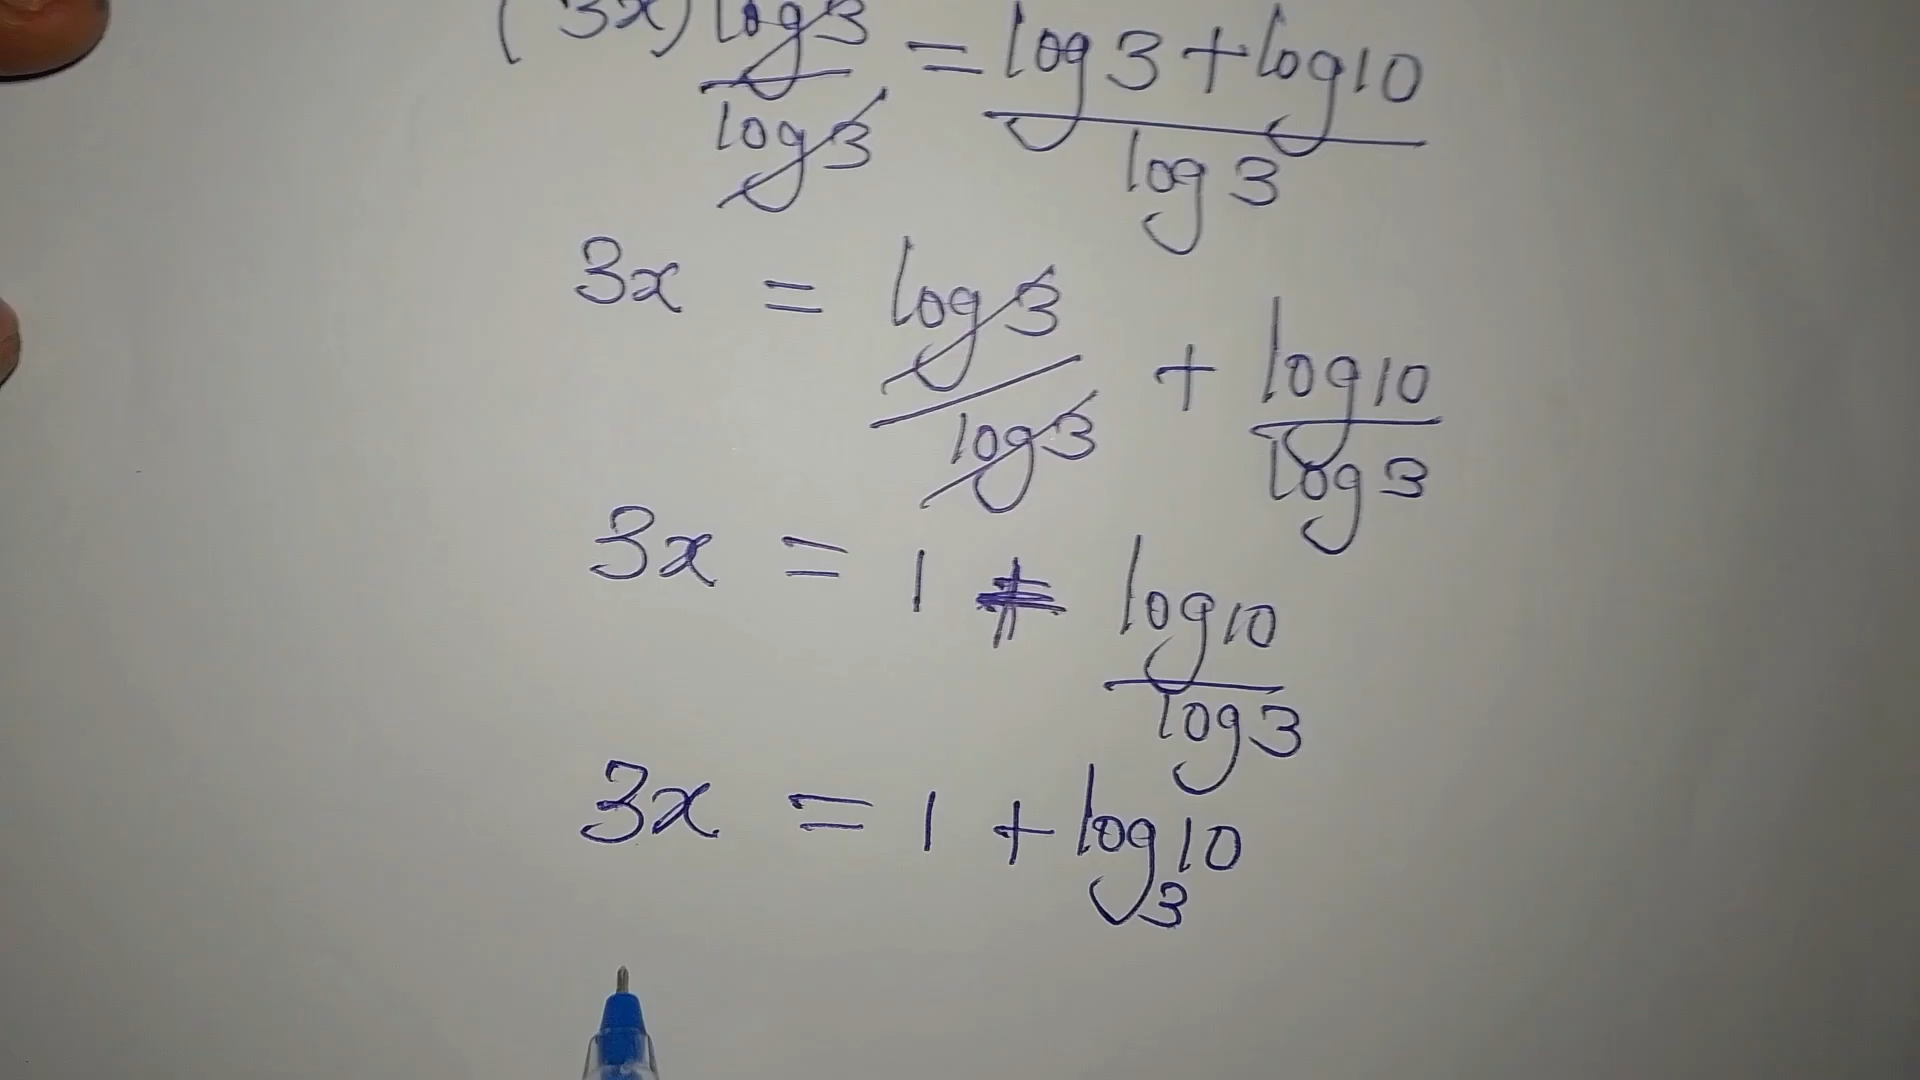 (3x) log3/log3 = log3 + log10/log3
3x = log3/log3 + log10/log3
3x = 1 + log10/log3
3x = 1 + log₃10